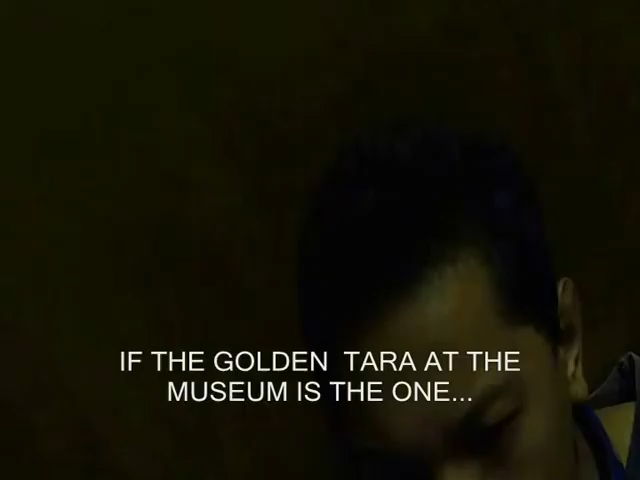 IF THE GOLDEN  TARA AT THE
MUSEUM IS THE ONE...